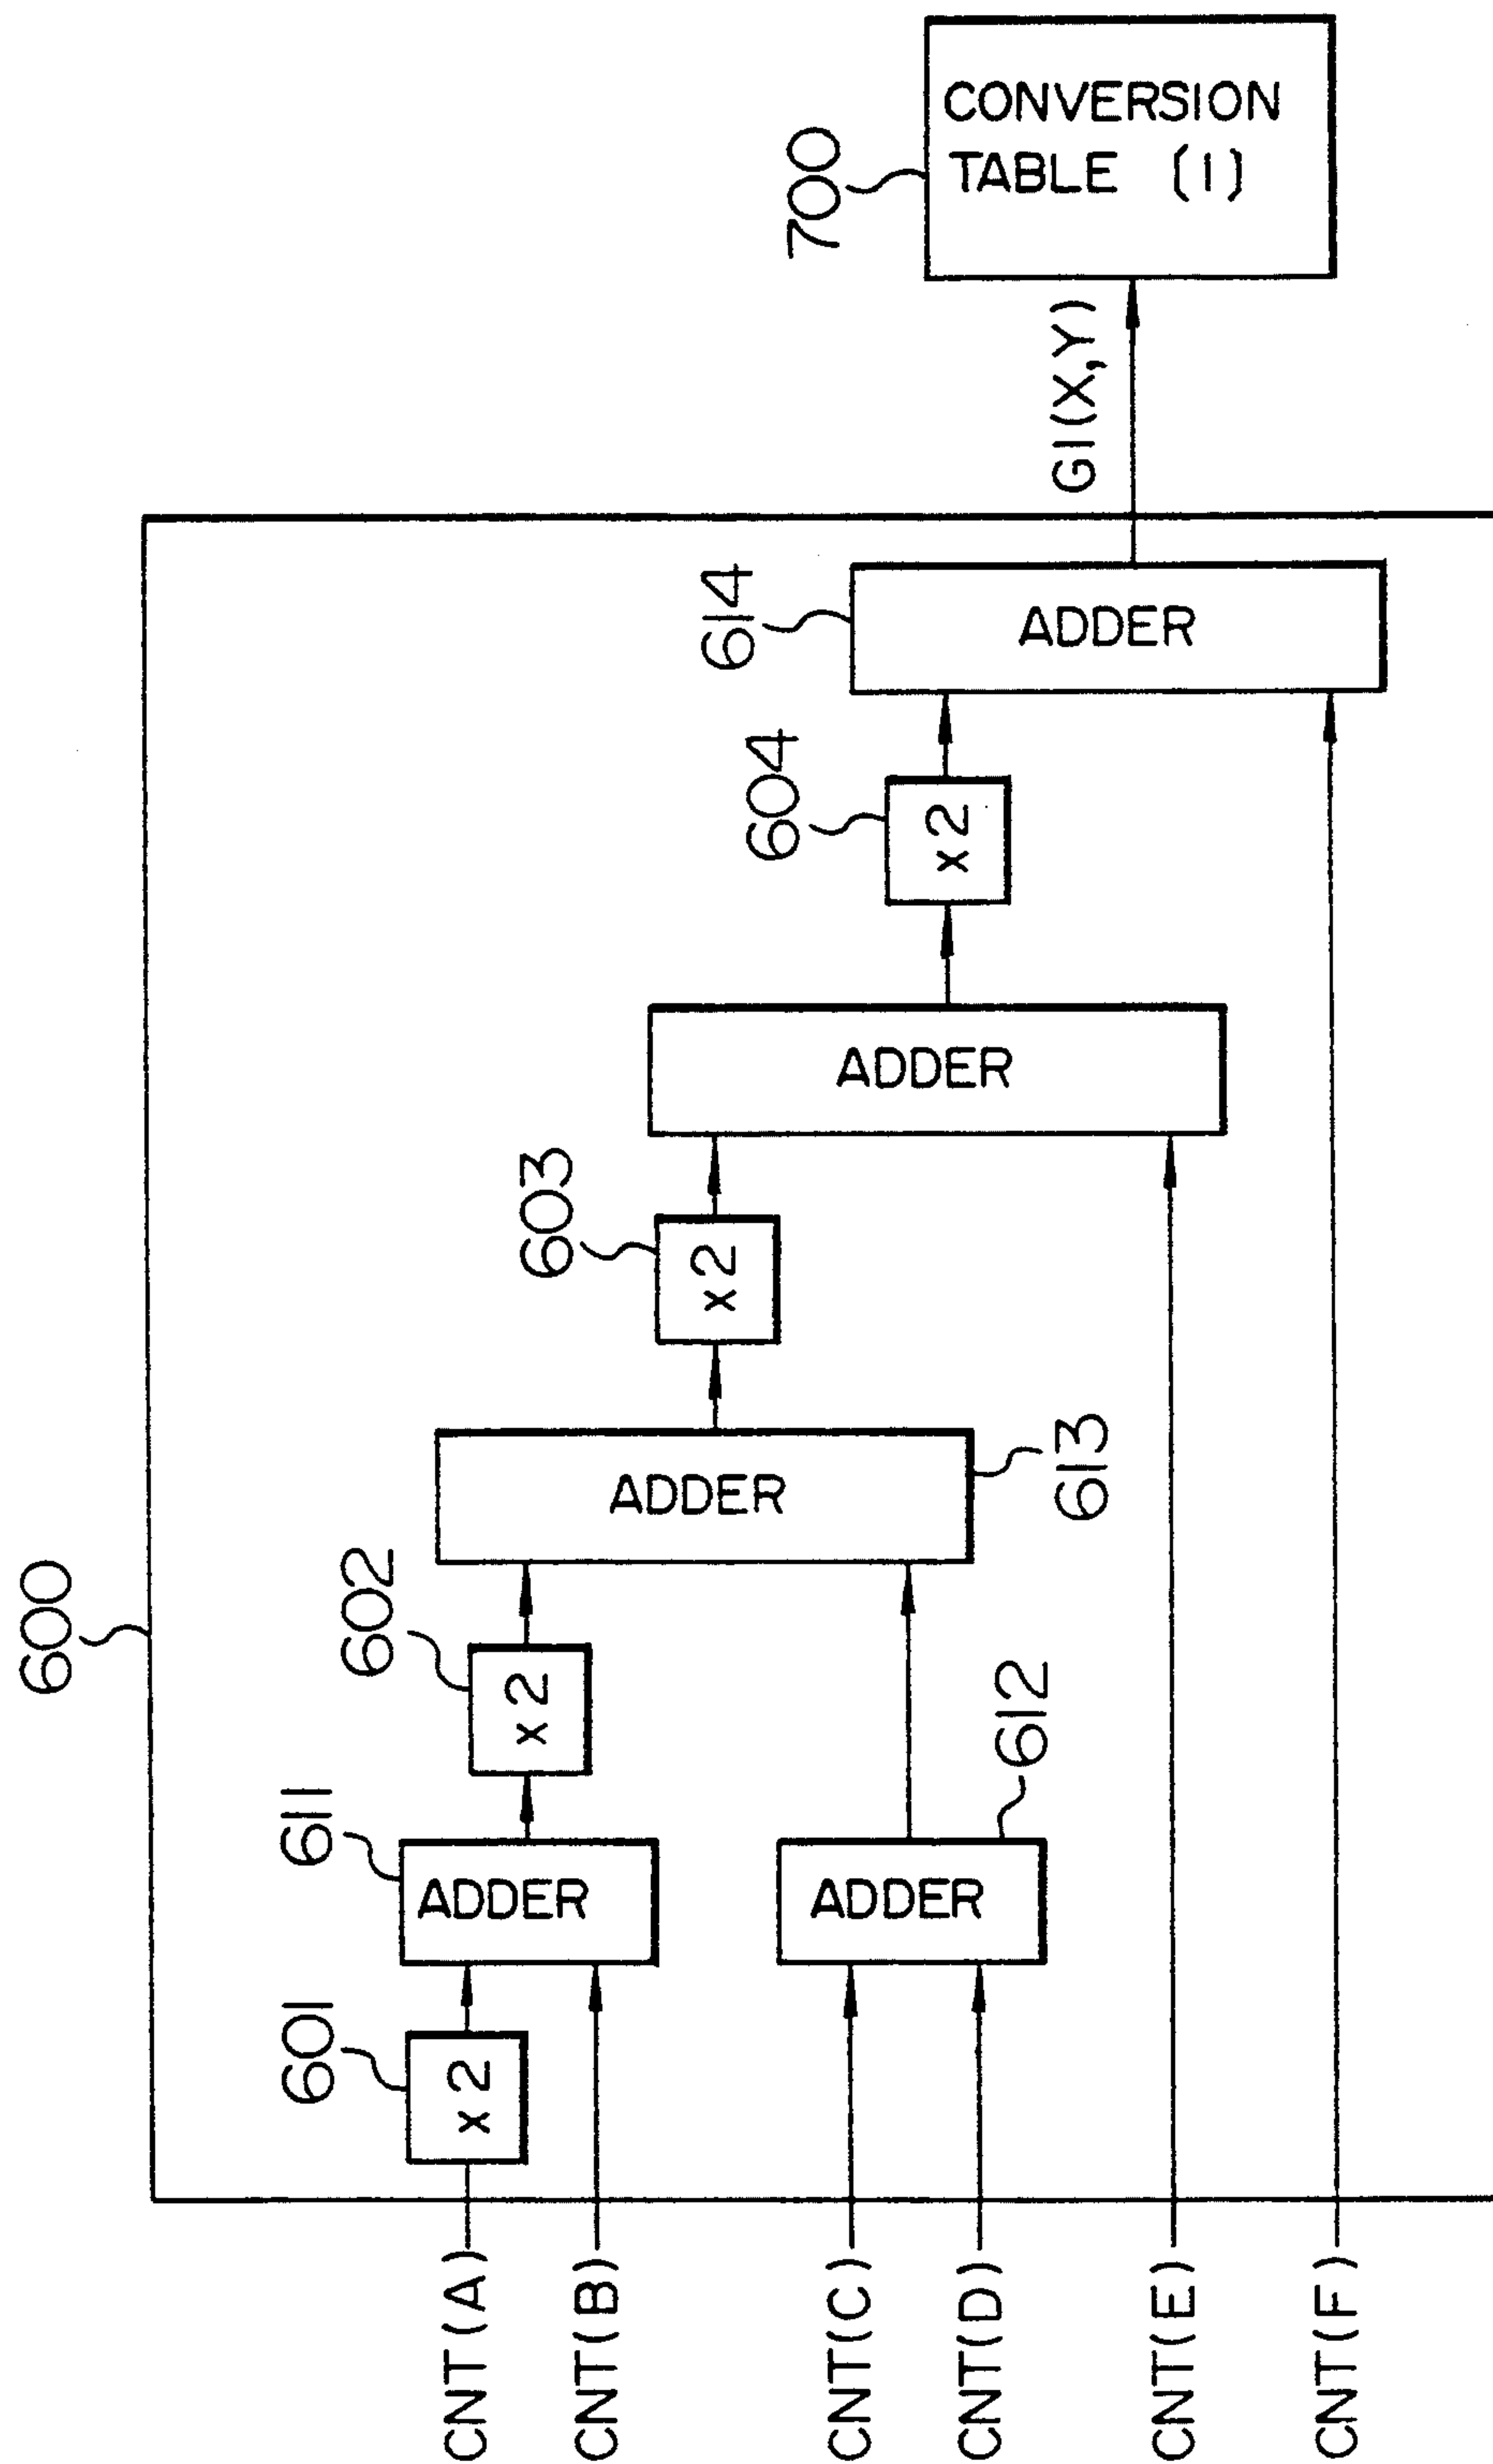 600
CNT(A)
CNT(B)
CNT(C)
CNT(D)
CNT(E)
CNT(F)
601
x2
611
ADDER
ADDER
612
602
x2
ADDER
613
603
x2
ADDER
604
x2
614
ADDER
G1(X,Y)
700
CONVERSION
TABLE (1)